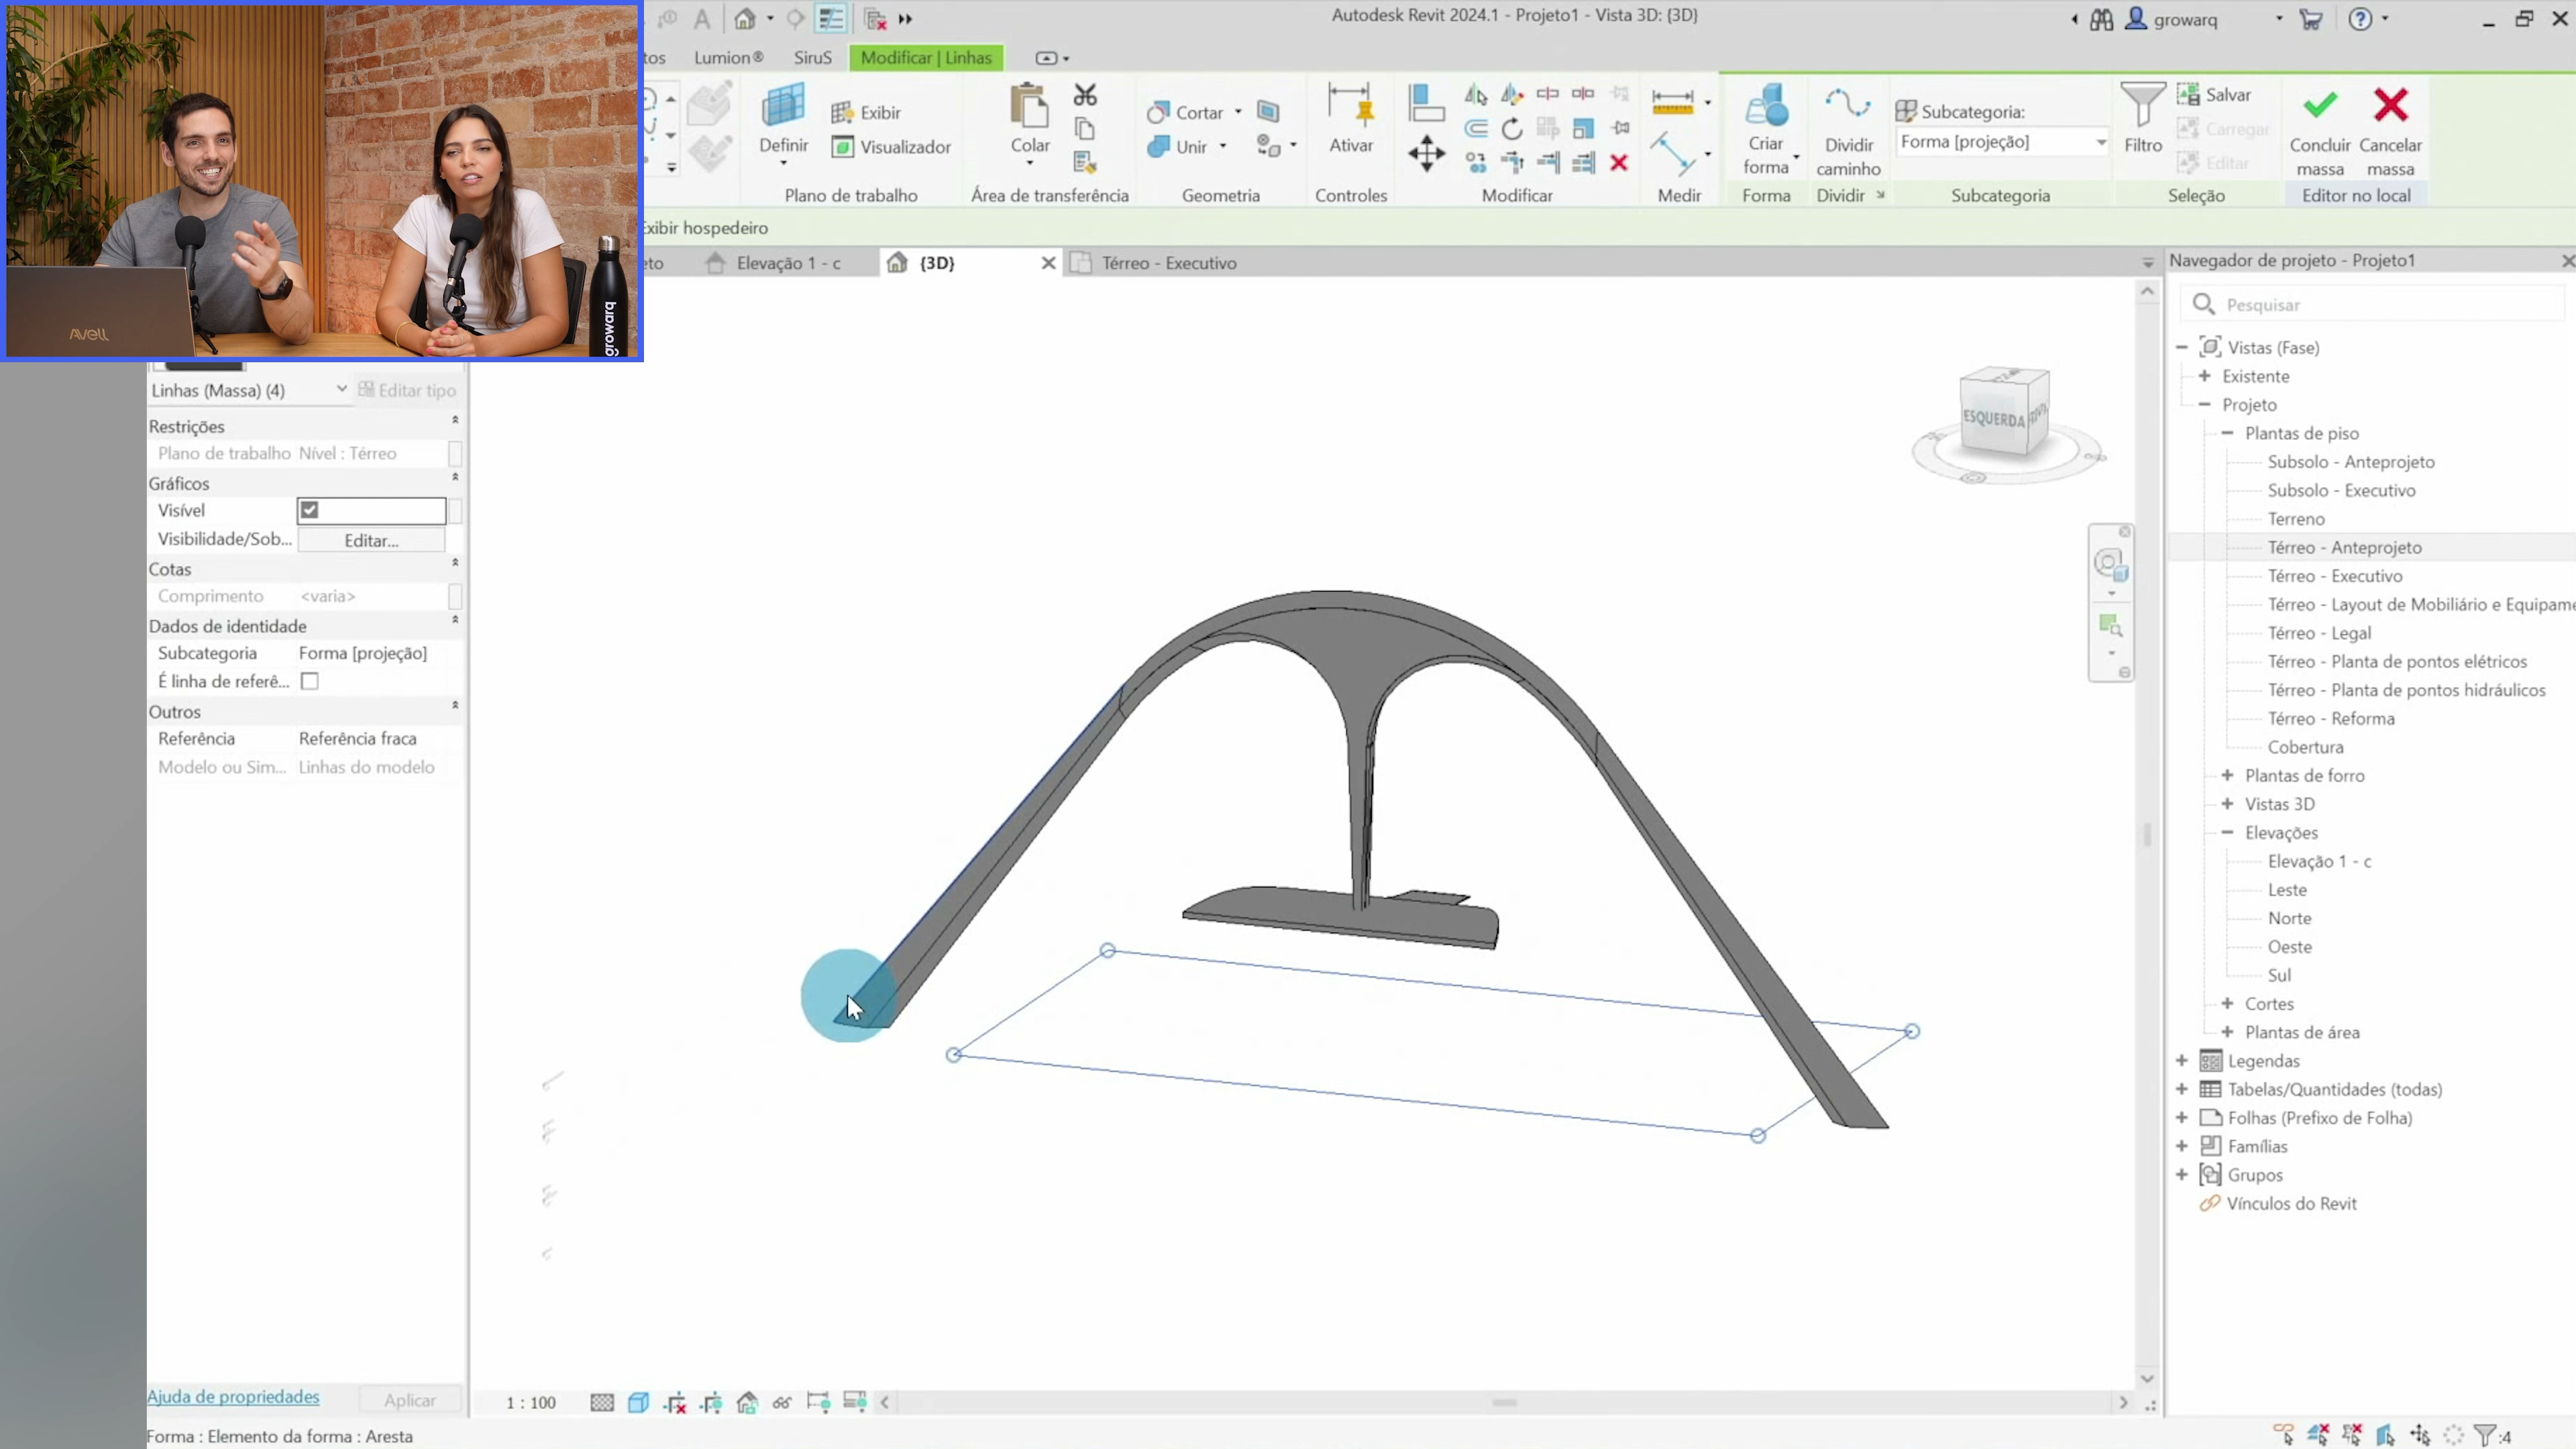 Autodesk Revit 2024.1 - Projeto1 - Vista 3D: {3D}
growarq
tos
Lumion®
SiruS
Modificar | Linhas
Definir
Exibir
Visualizador
Plano de trabalho
Colar
Área de transferência
Cortar
Unir
Geometria
Ativar
Controles
Modificar
Medir
Criar
forma
Forma
Dividir
caminho
Dividir
Subcategoria:
Forma [projeção]
Subcategoria
Filtro
Salvar
Carregar
Editar
Seleção
Concluir
massa
Cancelar
massa
Editor no local
xibir hospedeiro
eto
Elevação 1 - c
{3D}
Térreo - Executivo
Avell
growarq
Linhas (Massa) (4)
Editar tipo
Restrições
Plano de trabalho Nível : Térreo
Gráficos
Visível
Visibilidade/Sob... Editar...
Cotas
Comprimento <varia>
Dados de identidade
Subcategoria Forma [projeção]
É linha de referê...
Outros
Referência Referência fraca
Modelo ou Sim... Linhas do modelo
Ajuda de propriedades
Aplicar
ESQUERDA
Navegador de projeto - Projeto1
Pesquisar
Vistas (Fase)
Existente
Projeto
Plantas de piso
Subsolo - Anteprojeto
Subsolo - Executivo
Terreno
Térreo - Anteprojeto
Térreo - Executivo
Térreo - Layout de Mobiliário e Equipame
Térreo - Legal
Térreo - Planta de pontos elétricos
Térreo - Planta de pontos hidráulicos
Térreo - Reforma
Cobertura
Plantas de forro
Vistas 3D
Elevações
Elevação 1 - c
Leste
Norte
Oeste
Sul
Cortes
Plantas de área
Legendas
Tabelas/Quantidades (todas)
Folhas (Prefixo de Folha)
Famílias
Grupos
Vínculos do Revit
1 : 100
Forma : Elemento da forma : Aresta
:4